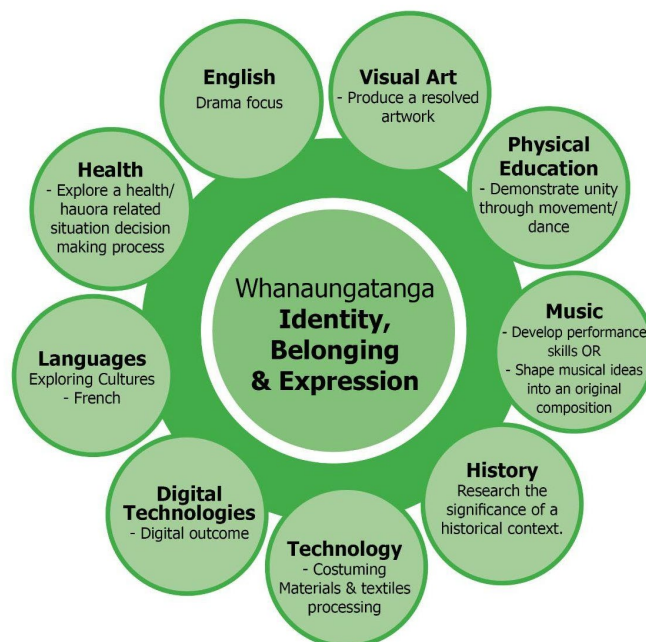 English
Drama focus
Visual Art
- Produce a resolved
artwork
Physical
Education
- Demonstrate unity
through movement/
dance
Music
- Develop performance
skills OR
- Shape musical ideas
into an original
composition
History
Research the
significance of a
historical context.
Technology
- Costuming
Materials & textiles
processing
Digital
Technologies
- Digital outcome
Languages
Exploring Cultures
- French
Health
- Explore a health/
hauora related
situation decision
making process
Whanaungatanga
Identity,
Belonging
& Expression